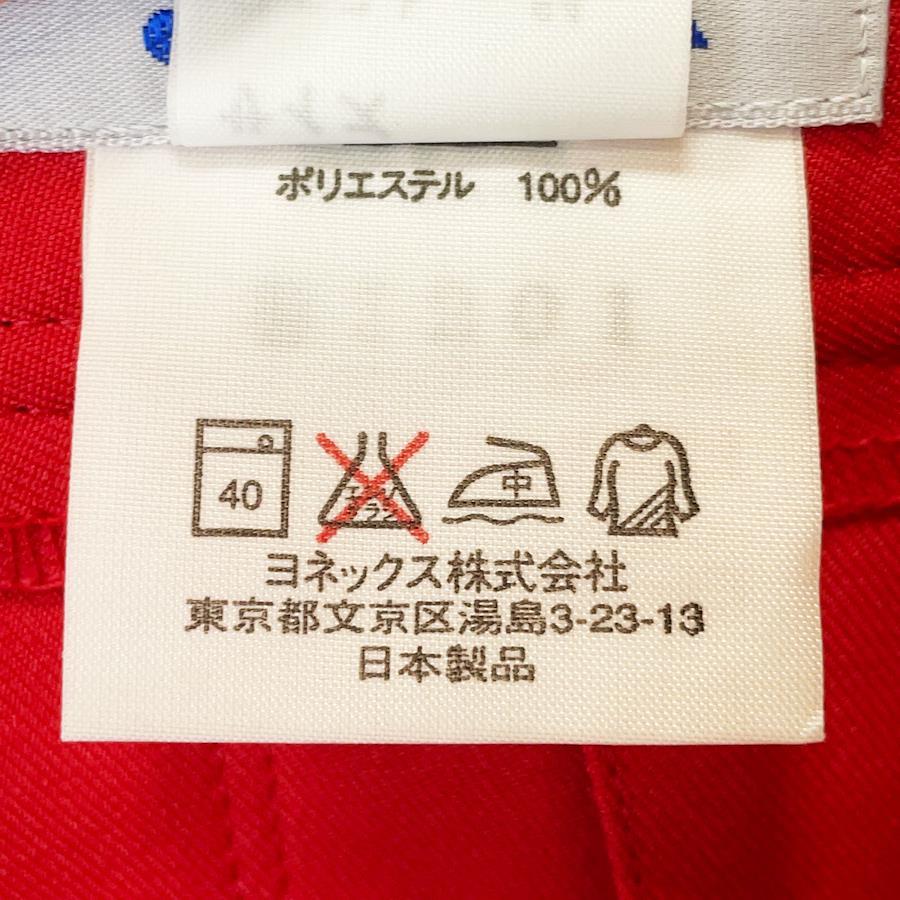 ポリエステル 100%
40 中
ヨネックス株式会社
東京都文京区湯島3-23-13
日本製品